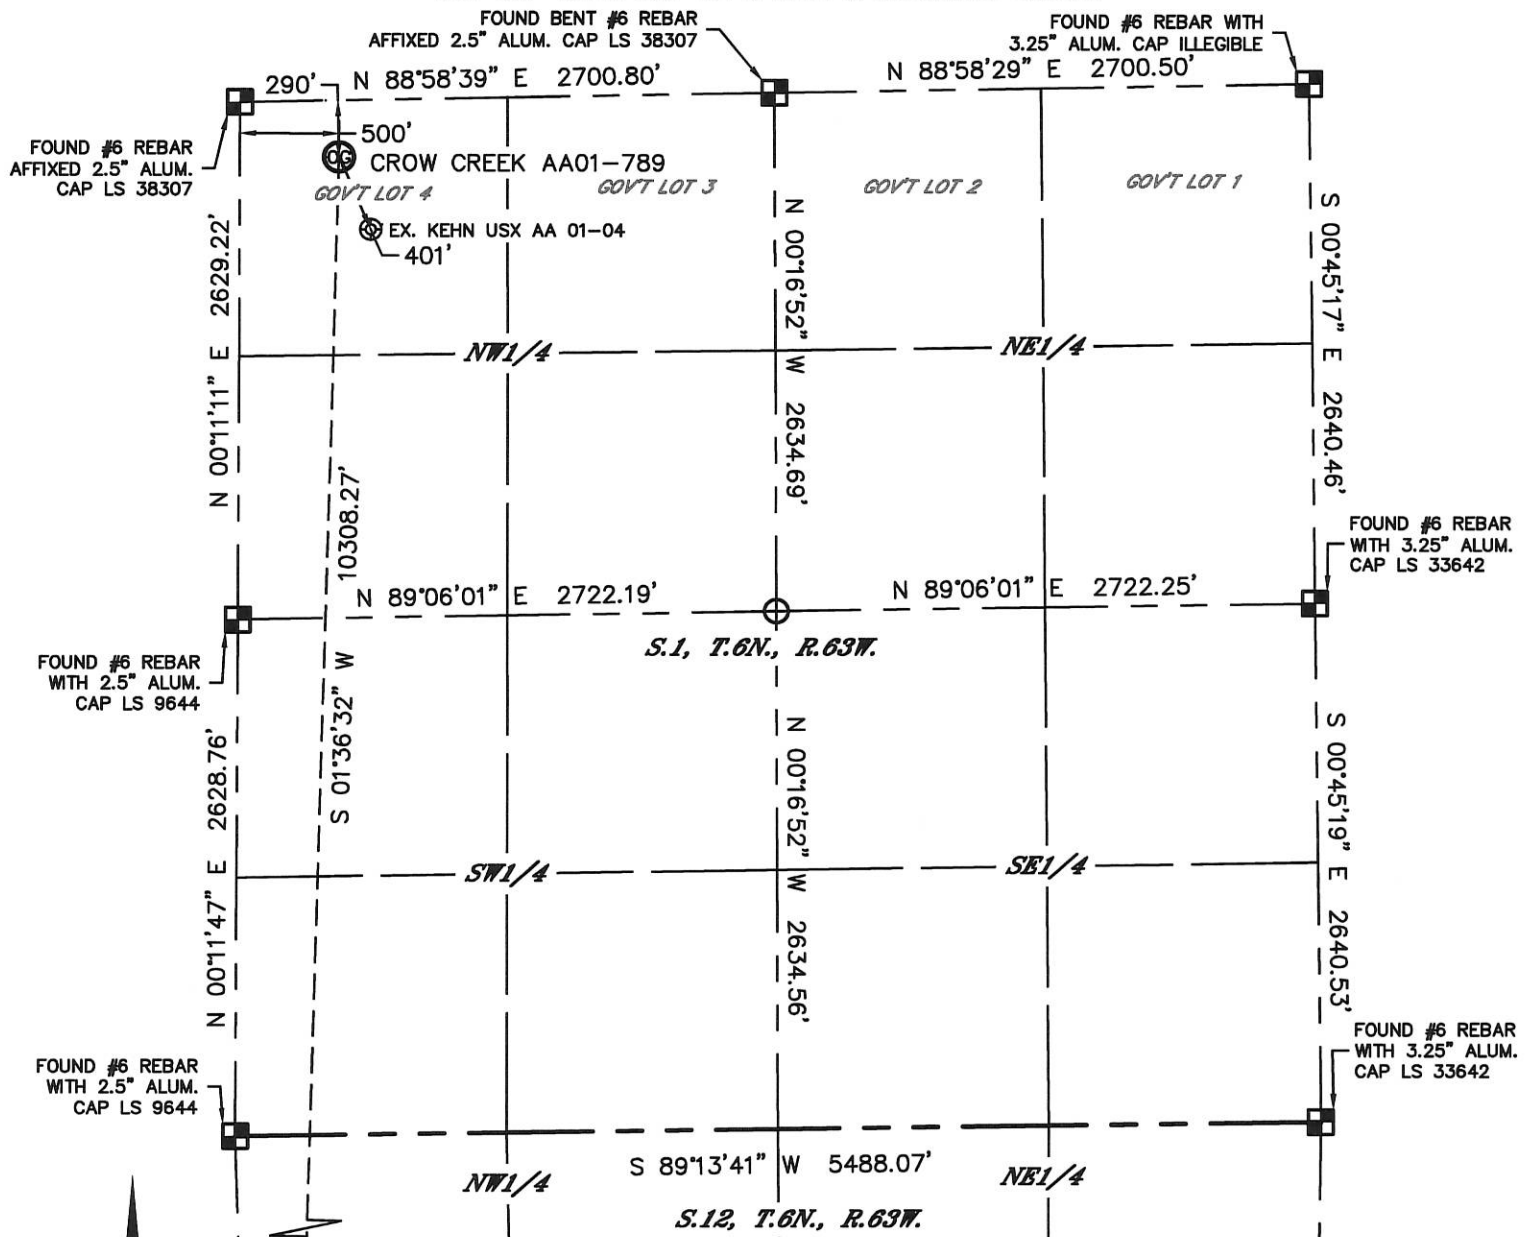 FOUND BENT #6 REBAR
AFFIXED 2.5" ALUM. CAP LS 38307
FOUND #6 REBAR WITH
3.25" ALUM. CAP ILLEGIBLE
290'
N 88°58'39" E 2700.80'
N 88°58'29" E 2700.50'
500'
FOUND #6 REBAR
AFFIXED 2.5" ALUM.
CAP LS 38307
OG
CROW CREEK AA01-789
GOV'T LOT 4
GOV'T LOT 3
GOV'T LOT 2
GOV'T LOT 1
EX. KEHN USX AA 01-04
401'
N 00°11'11" E 2629.22'
N 00°16'52" W 2634.69'
S 00°45'17" E 2640.46'
NW1/4
NE1/4
S 01°36'32" W 10308.27'
FOUND #6 REBAR
WITH 3.25" ALUM.
CAP LS 33642
N 89°06'01" E 2722.19'
N 89°06'01" E 2722.25'
S.1, T.6N., R.63W.
FOUND #6 REBAR
WITH 2.5" ALUM.
CAP LS 9644
N 00°11'47" E 2628.76'
N 00°16'52" W 2634.56'
S 00°45'19" E 2640.53'
SW1/4
SE1/4
FOUND #6 REBAR
WITH 3.25" ALUM.
CAP LS 33642
FOUND #6 REBAR
WITH 2.5" ALUM.
CAP LS 9644
S 89°13'41" W 5488.07'
NW1/4
NE1/4
S.12, T.6N., R.63W.